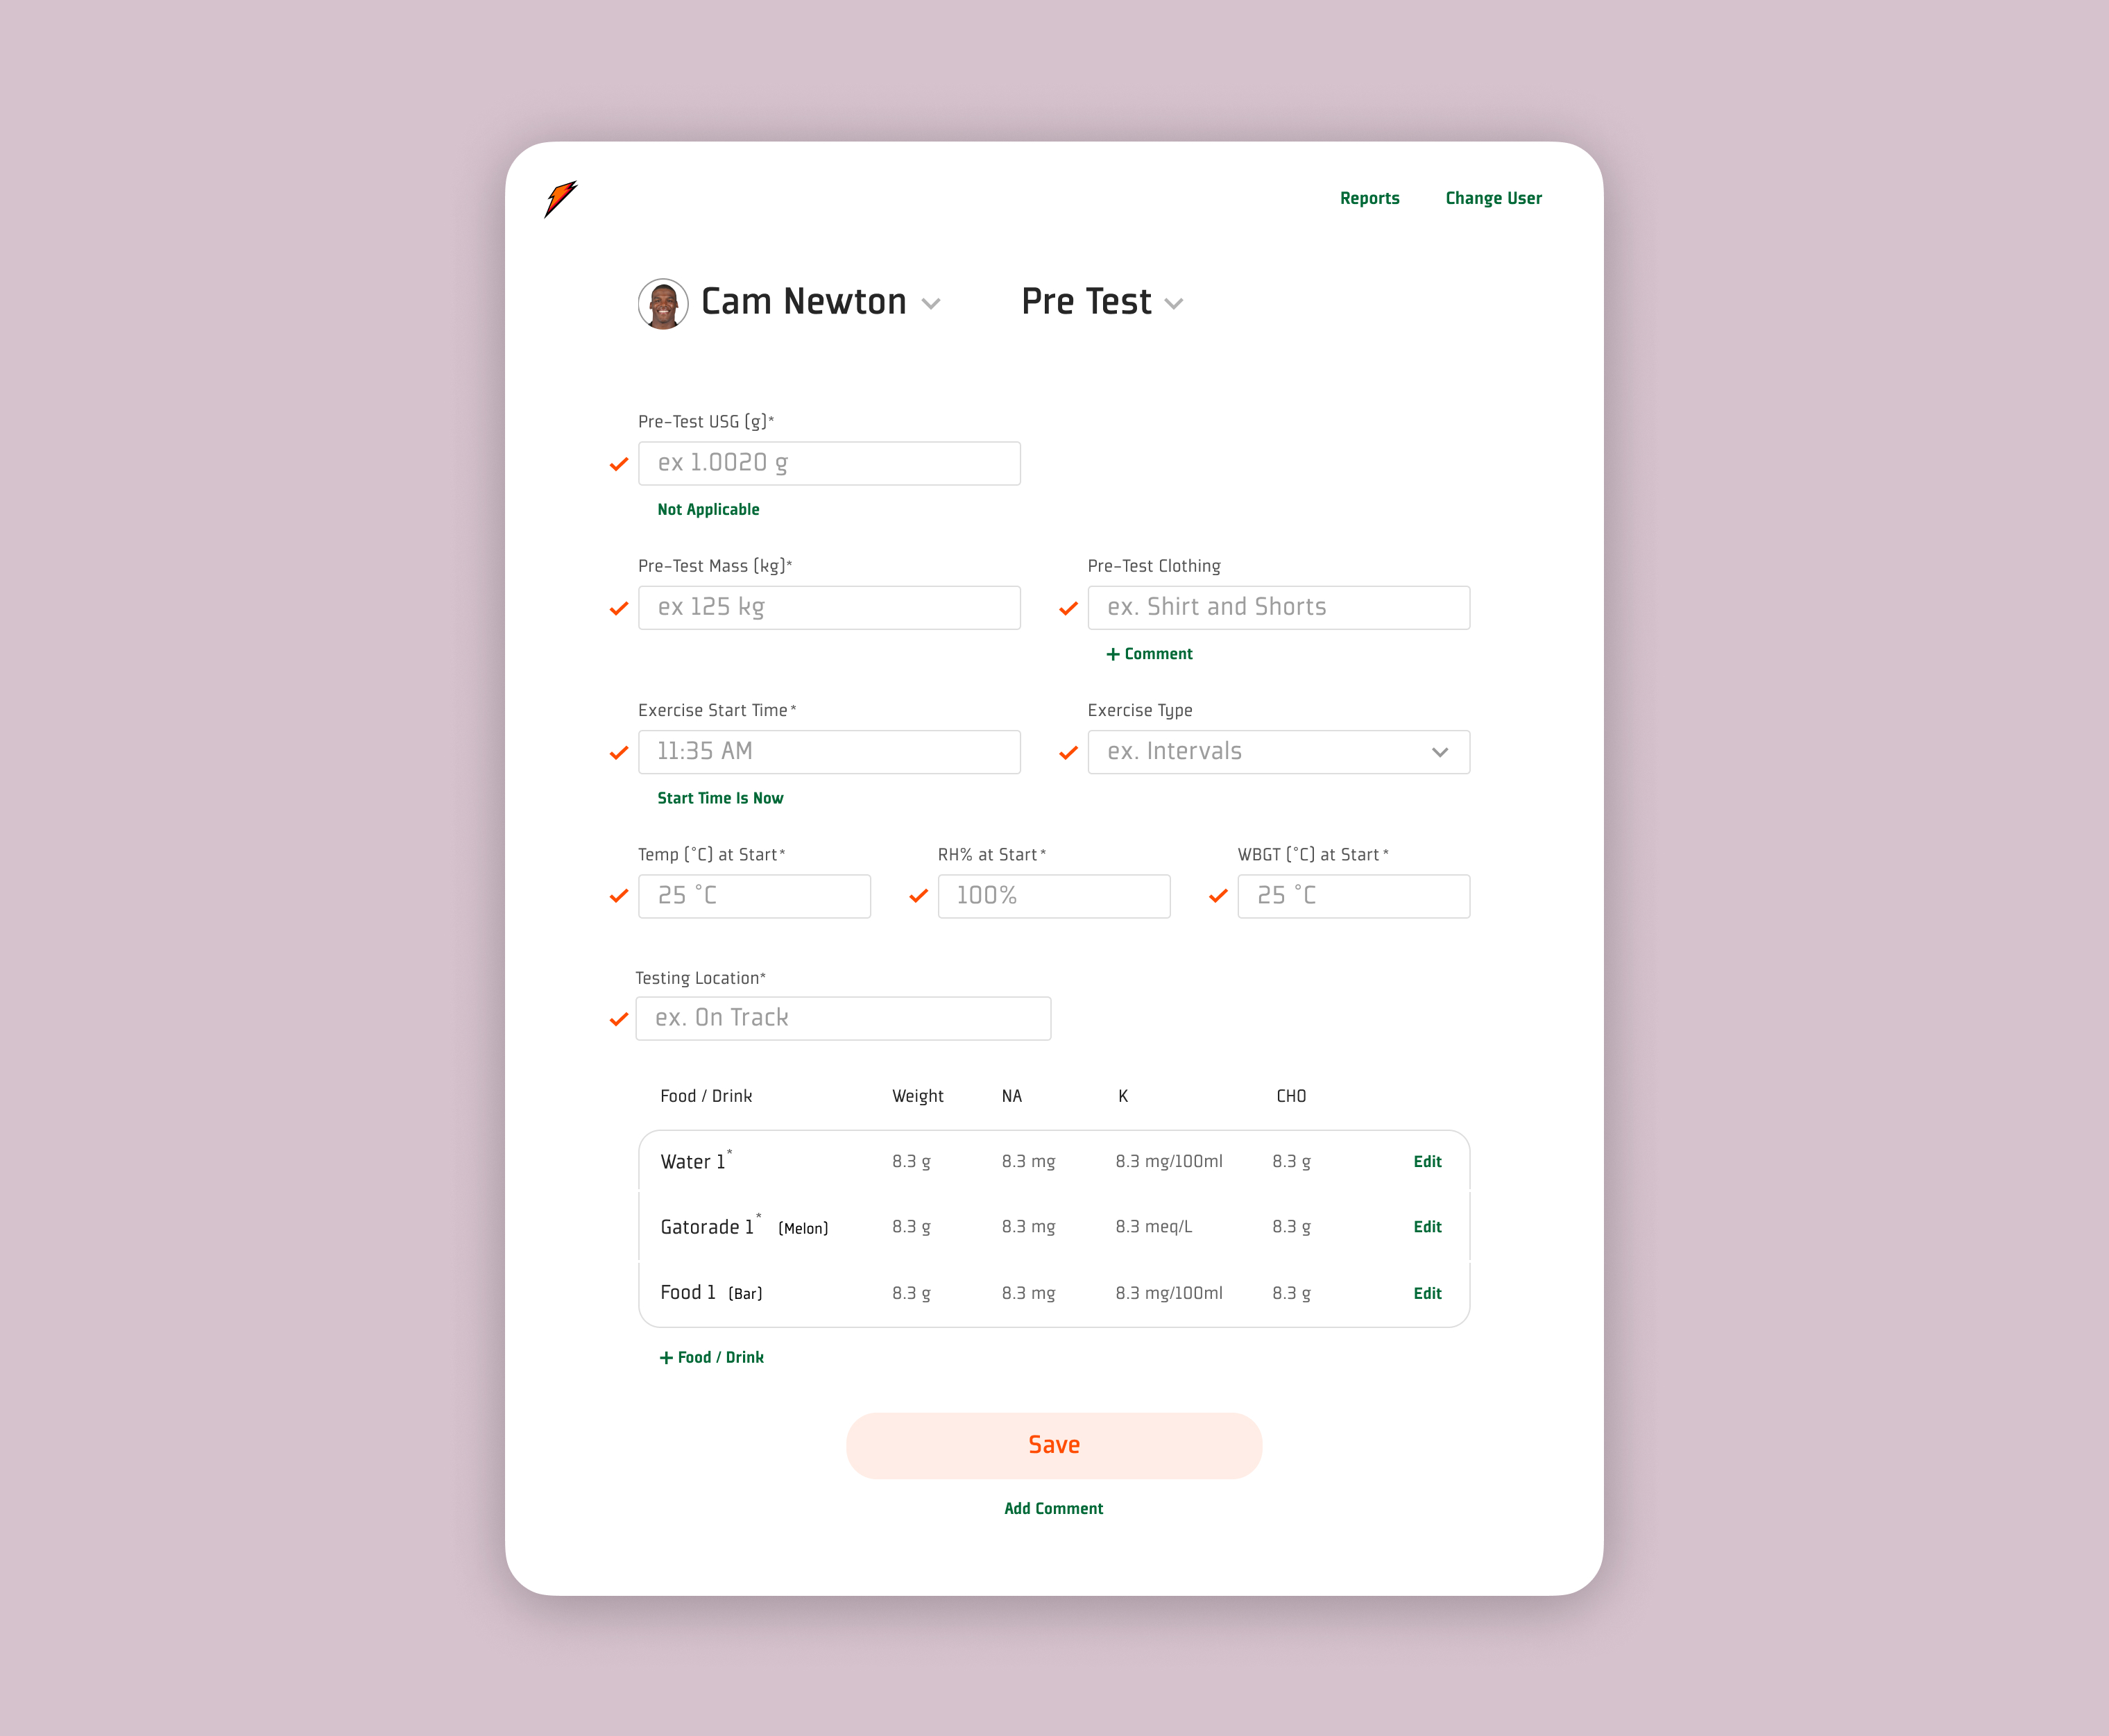 Reports Change User
Cam Newton Pre Test
Pre-Test USG (g)*
ex 1.0020 g
Not Applicable
Pre-Test Mass (kg)* Pre-Test Clothing
ex 125 kg ex. Shirt and Shorts
+ Comment
Exercise Start Time* Exercise Type
11:35 AM ex. Intervals
Start Time Is Now
Temp (°C) at Start* RH% at Start* WBGT (°C) at Start*
25 °C 100% 25 °C
Testing Location*
ex. On Track
Food / Drink Weight NA K CHO
Water 1* 8.3 g 8.3 mg 8.3 mg/100ml 8.3 g Edit
Gatorade 1* (Melon) 8.3 g 8.3 mg 8.3 meq/L 8.3 g Edit
Food 1 (Bar) 8.3 g 8.3 mg 8.3 mg/100ml 8.3 g Edit
+ Food / Drink
Save
Add Comment